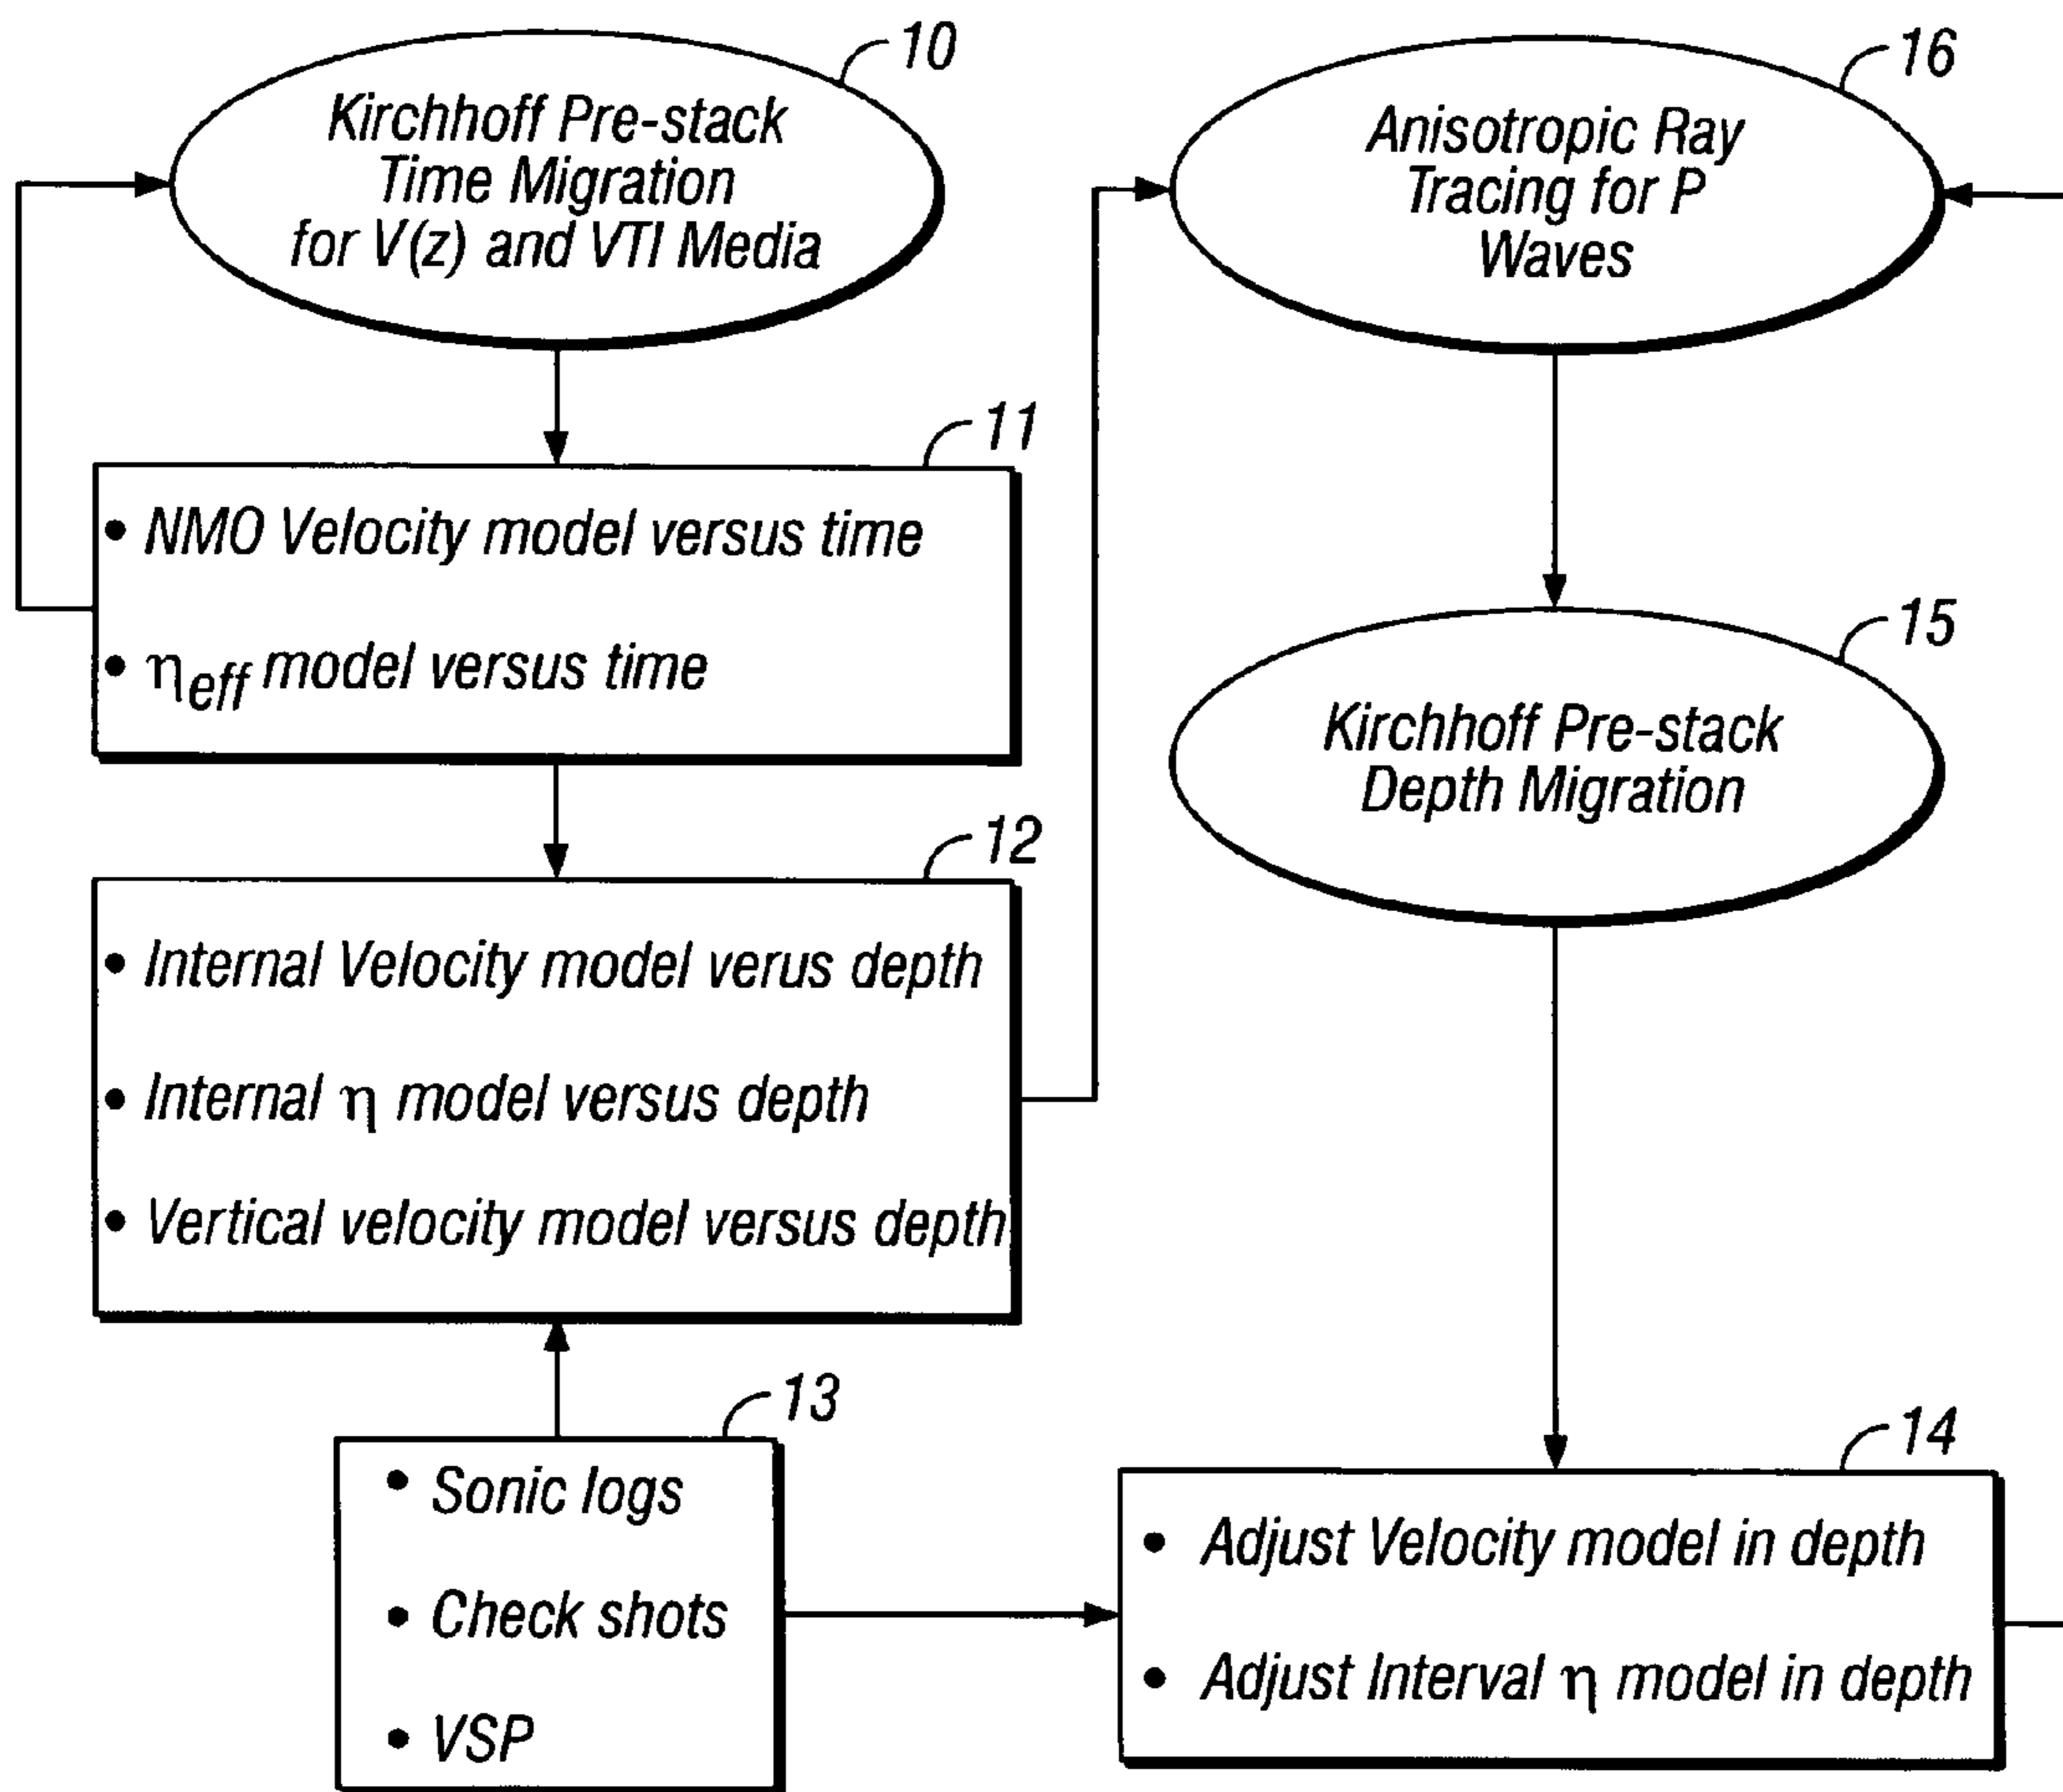 10
Kirchhoff Pre-stack
Time Migration
for V(z) and VTI Media
11
• NMO Velocity model versus time
• ηeff model versus time
12
• Internal Velocity model verus depth
• Internal η model versus depth
• Vertical velocity model versus depth
13
• Sonic logs
• Check shots
• VSP
16
Anisotropic Ray
Tracing for P
Waves
15
Kirchhoff Pre-stack
Depth Migration
14
• Adjust Velocity model in depth
• Adjust Interval η model in depth